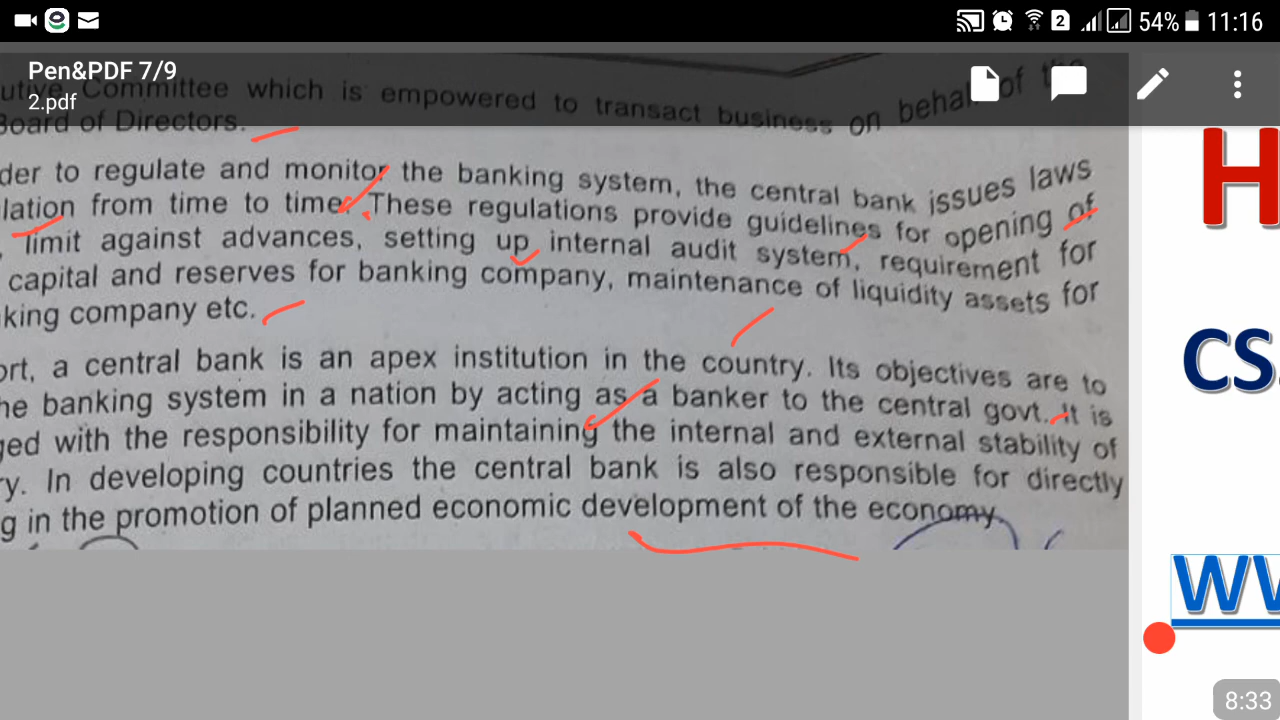 54% 11:16
2
Pen&PDF 7/9
2.pdf
utive Committee which is empowered to transact business on behalf of the
Board of Directors.
der to regulate and monitor the banking system, the central bank issues laws
lation from time to time. These regulations provide guidelines for opening of
, limit against advances, setting up internal audit system, requirement for
capital and reserves for banking company, maintenance of liquidity assets for
king company etc.
ort, a central bank is an apex institution in the country. Its objectives are to
he banking system in a nation by acting as a banker to the central govt. It is
ged with the responsibility for maintaining the internal and external stability of
y. In developing countries the central bank is also responsible for directly
g in the promotion of planned economic development of the economy
H
CS
WV
8:33